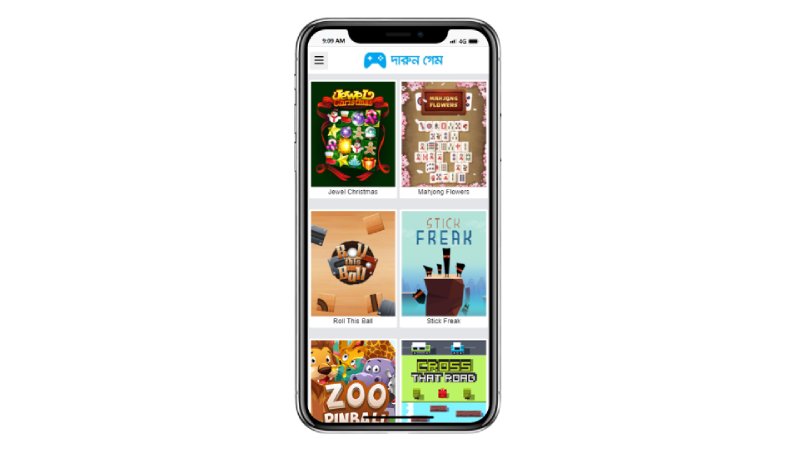 9:09 AM
4G
দারুন গেম
Jewel
Christmas
Jewel Christmas
MAHJONG
FLOWERS
Mahjong Flowers
Roll
this
Ball
Roll This Ball
STICK
FREAK
Stick Freak
ZOO
PINBALL
CROSS
THAT ROAD